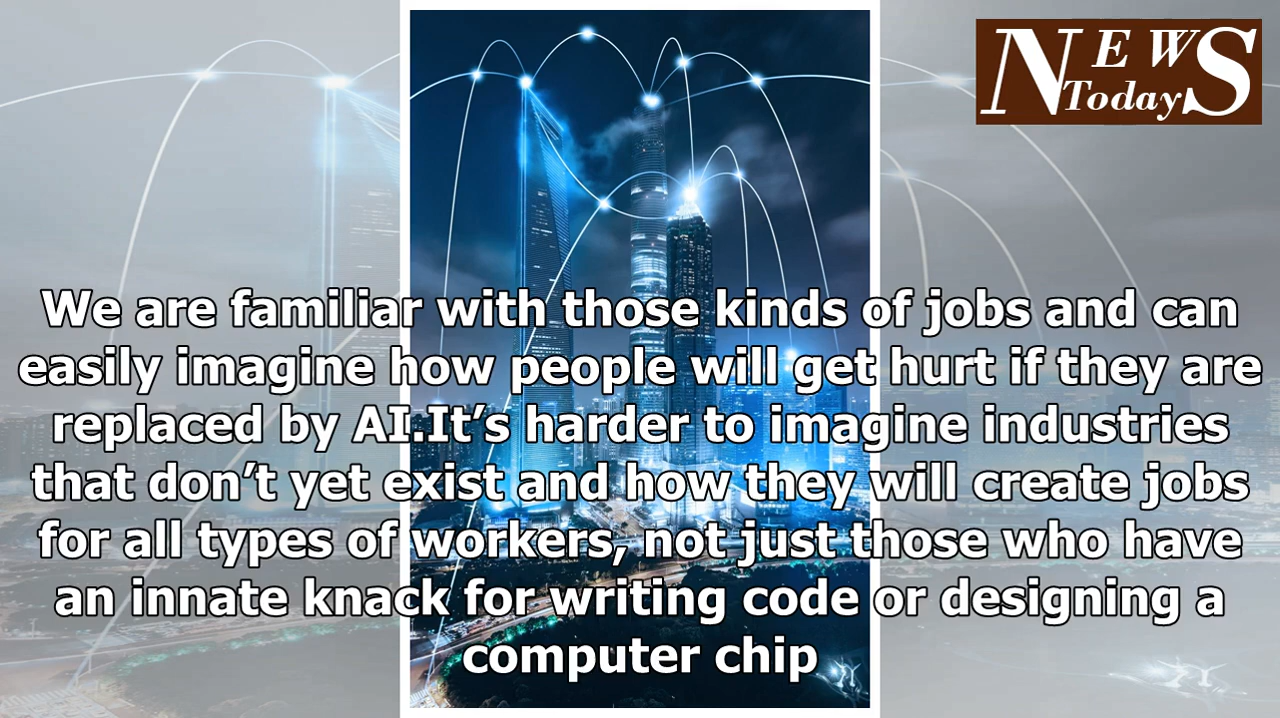 NEWS
Today
We are familiar with those kinds of jobs and can
easily imagine how people will get hurt if they are
replaced by AI.It’s harder to imagine industries
that don’t yet exist and how they will create jobs
for all types of workers, not just those who have
an innate knack for writing code or designing a
computer chip